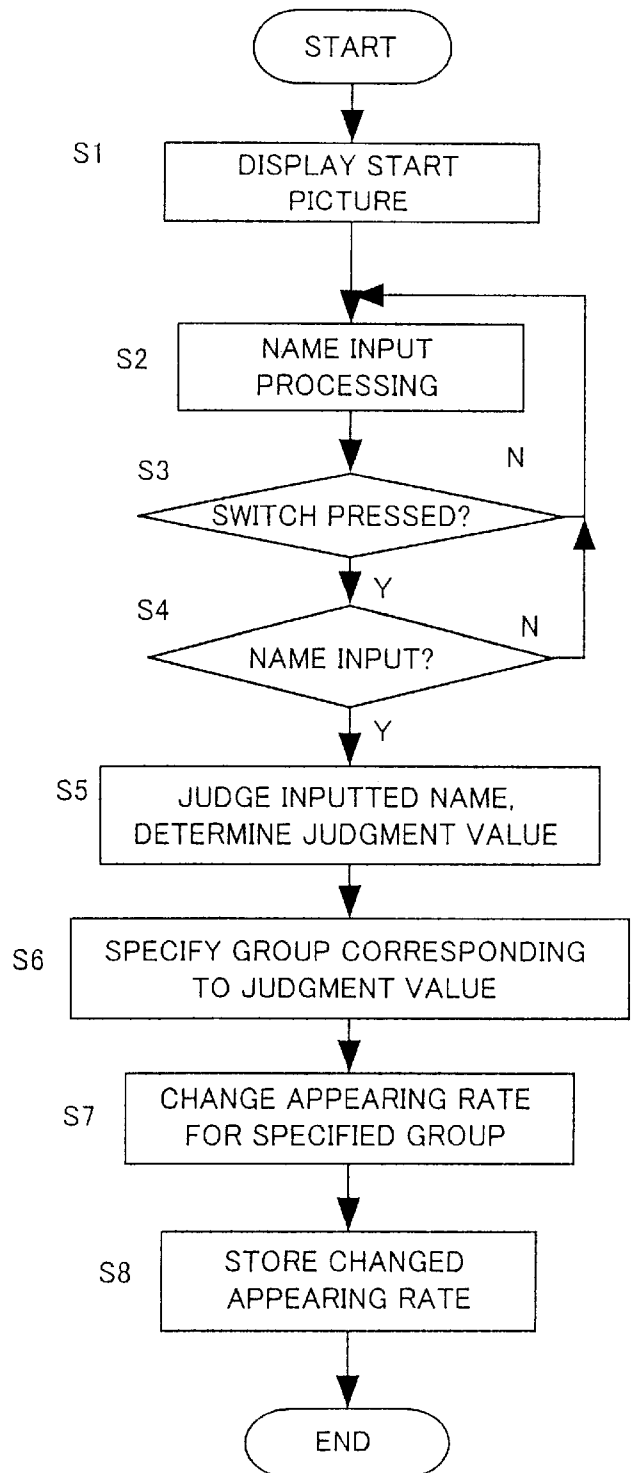 START
S1
DISPLAY START
PICTURE
S2
NAME INPUT
PROCESSING
S3
N
SWITCH PRESSED?
Y
S4
N
NAME INPUT?
Y
S5
JUDGE INPUTTED NAME,
DETERMINE JUDGMENT VALUE
S6
SPECIFY GROUP CORRESPONDING
TO JUDGMENT VALUE
S7
CHANGE APPEARING RATE
FOR SPECIFIED GROUP
S8
STORE CHANGED
APPEARING RATE
END